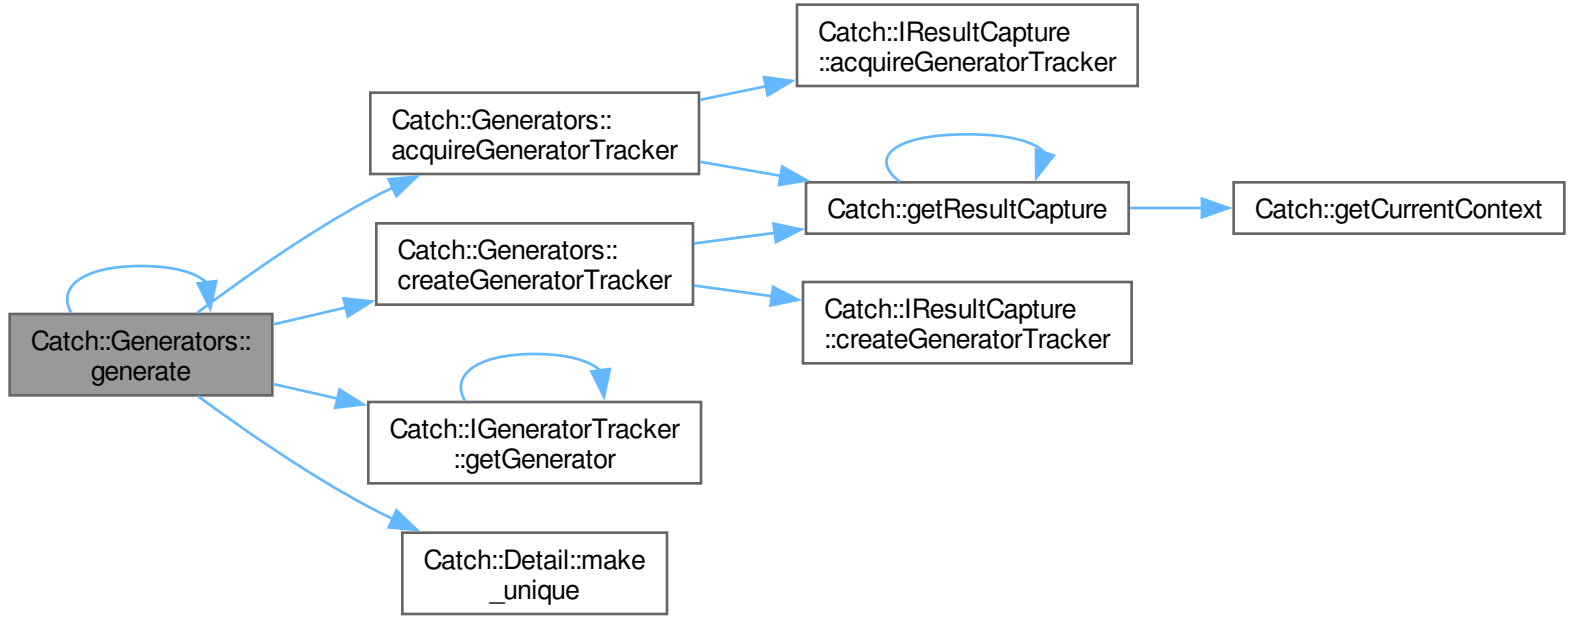 Catch::Generators::
generate
Catch::Generators::
acquireGeneratorTracker
Catch::IResultCapture
::acquireGeneratorTracker
Catch::getResultCapture
Catch::getCurrentContext
Catch::Generators::
createGeneratorTracker
Catch::IResultCapture
::createGeneratorTracker
Catch::IGeneratorTracker
::getGenerator
Catch::Detail::make
_unique